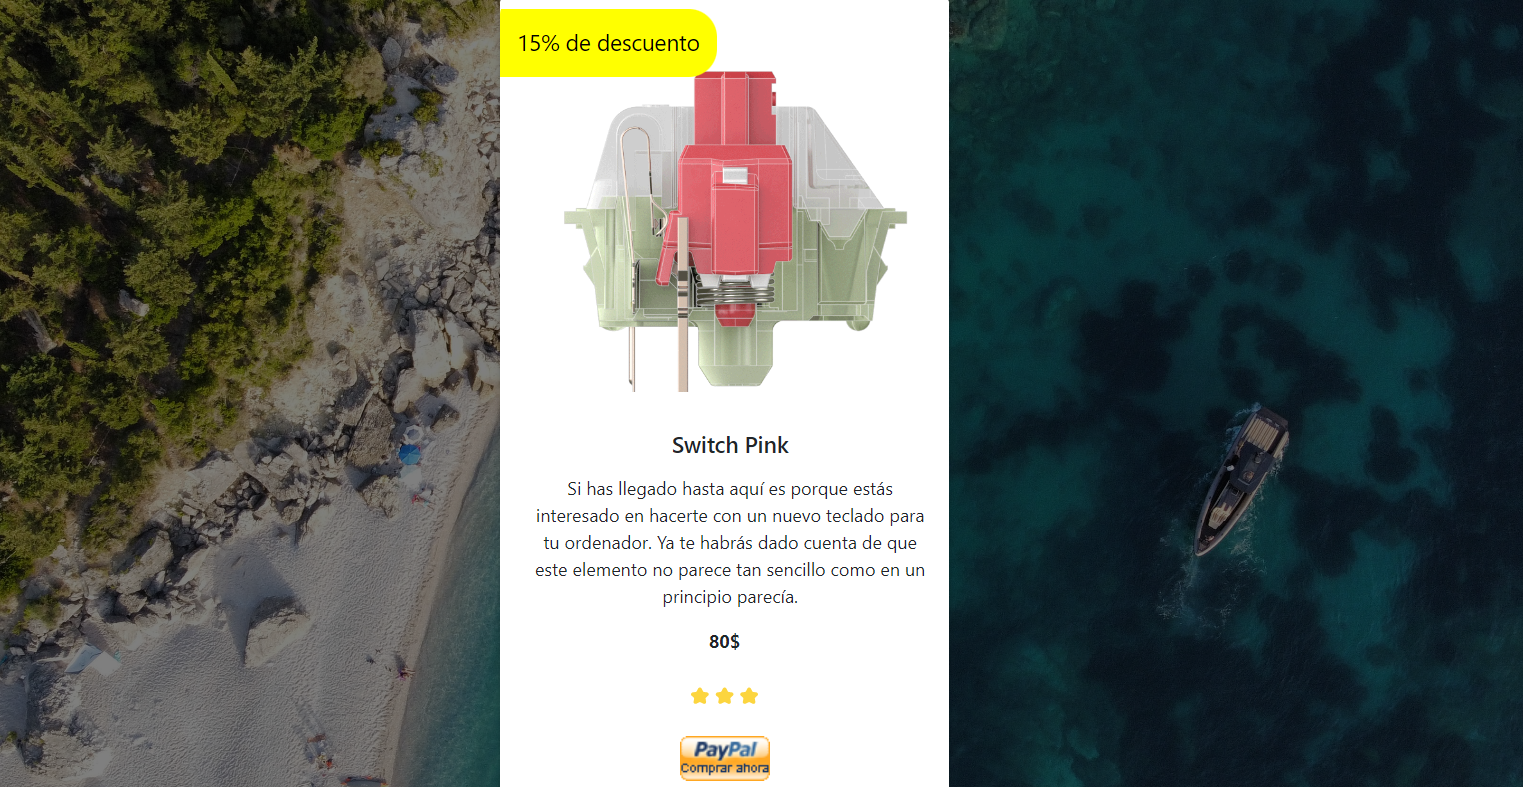 15% de descuento
Switch Pink
Si has llegado hasta aquí es porque estás
interesado en hacerte con un nuevo teclado para
tu ordenador. Ya te habrás dado cuenta de que
este elemento no parece tan sencillo como en un
principio parecía.
80$
PayPal
Comprar ahora